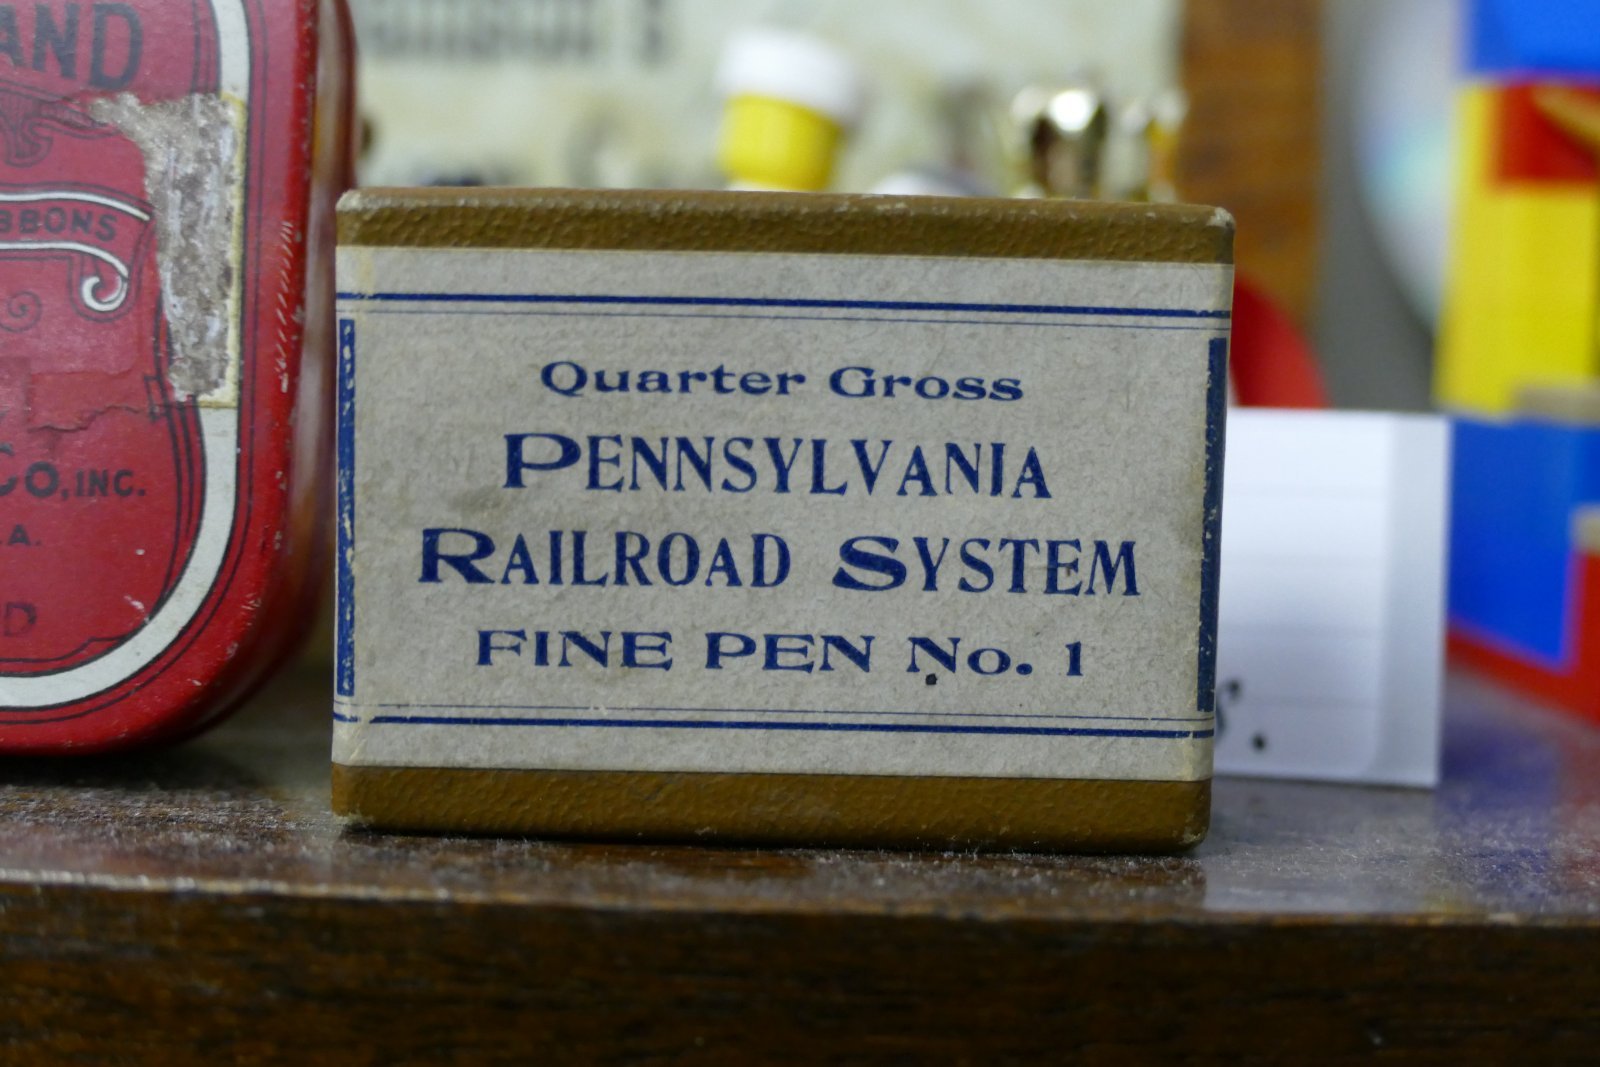 AND
BBONS
CO., INC.
.A.
D
Quarter Gross
PENNSYLVANIA
RAILROAD SYSTEM
FINE PEN No. 1
s.